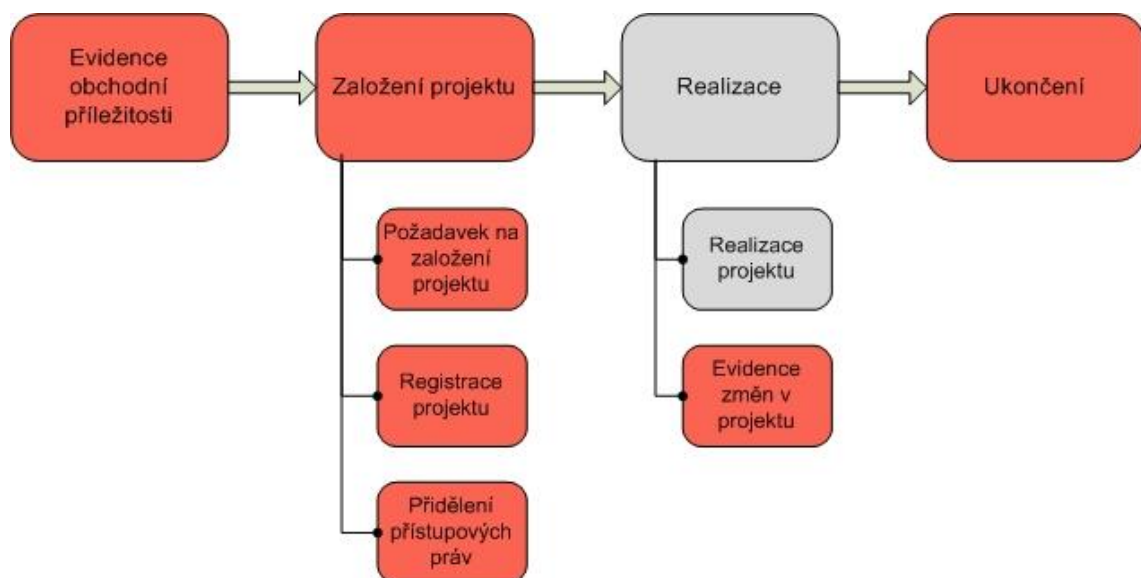 Evidence
obchodní
příležitosti
Založení projektu
Realizace
Ukončení
Požadavek na
založení
projektu
Registrace
projektu
Přidělení
přístupových
práv
Realizace
projektu
Evidence
změn v
projektu